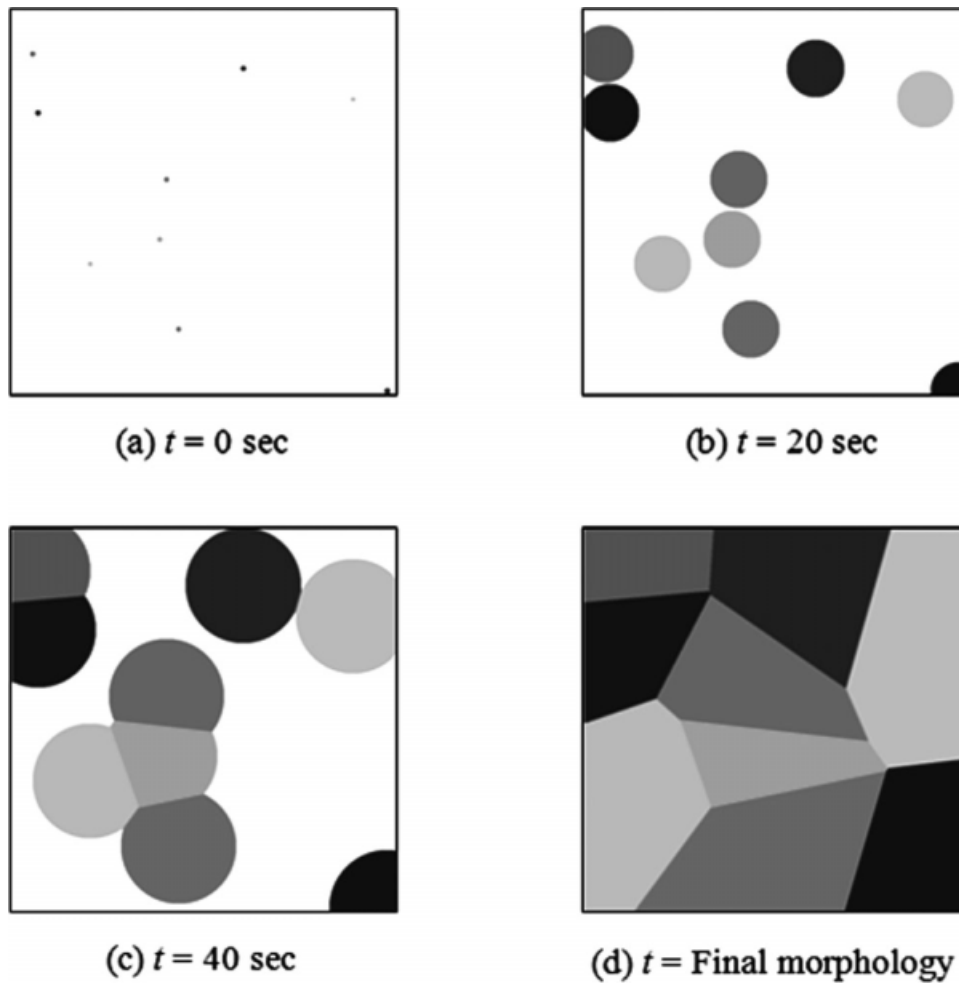 (a) t = 0 sec
(b) t = 20 sec
(c) t = 40 sec
(d) t = Final morphology